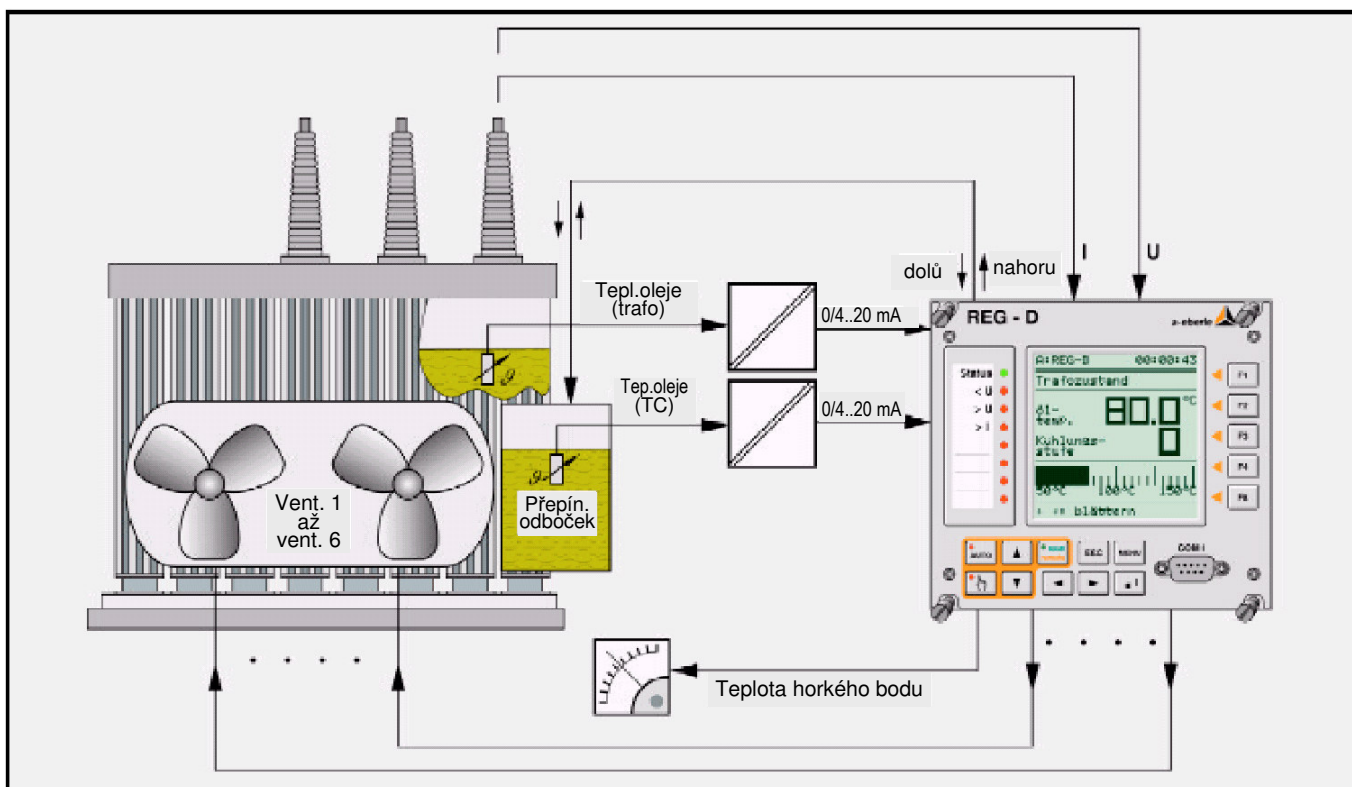 I
U
dolů
nahoru
Tepl.oleje
(trafo)
0/4..20 mA
Tep.oleje
(TC)
0/4..20 mA
Přepín.
odboček
Vent. 1
až
vent. 6
Teplota horkého bodu
REG - D
a-eberle
Status
< U
> U
> I
A:REG-D 00:00:43
Trafozustand
Öl-
temp.
80.0 °C
Kühlungs-
stufe
0
50°C 100°C 150°C
blättern
F1
F2
F3
F4
F5
AUTO
ESC
MENU
COM1